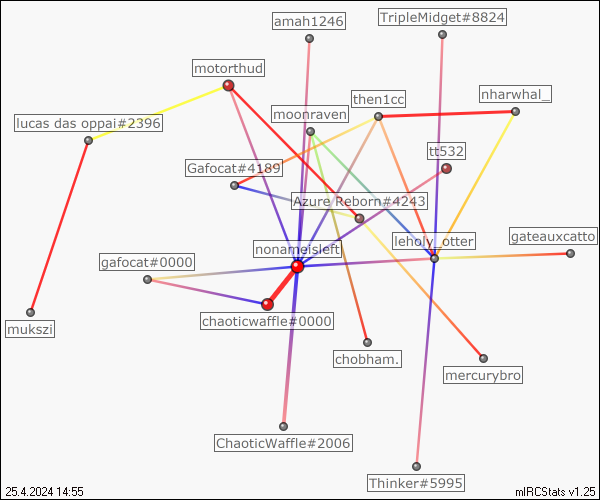 amah1246
TripleMidget#8824
motorthud
then1cc
nharwhal_
moonraven
lucas das oppai#2396
tt532
Gafocat#4189
Azure Reborn#4243
leholy_otter
gateauxcatto
nonameisleft
gafocat#0000
chaoticwaffle#0000
mukszi
chobham.
mercurybro
ChaoticWaffle#2006
Thinker#5995
25.4.2024 14:55
mIRCStats v1.25